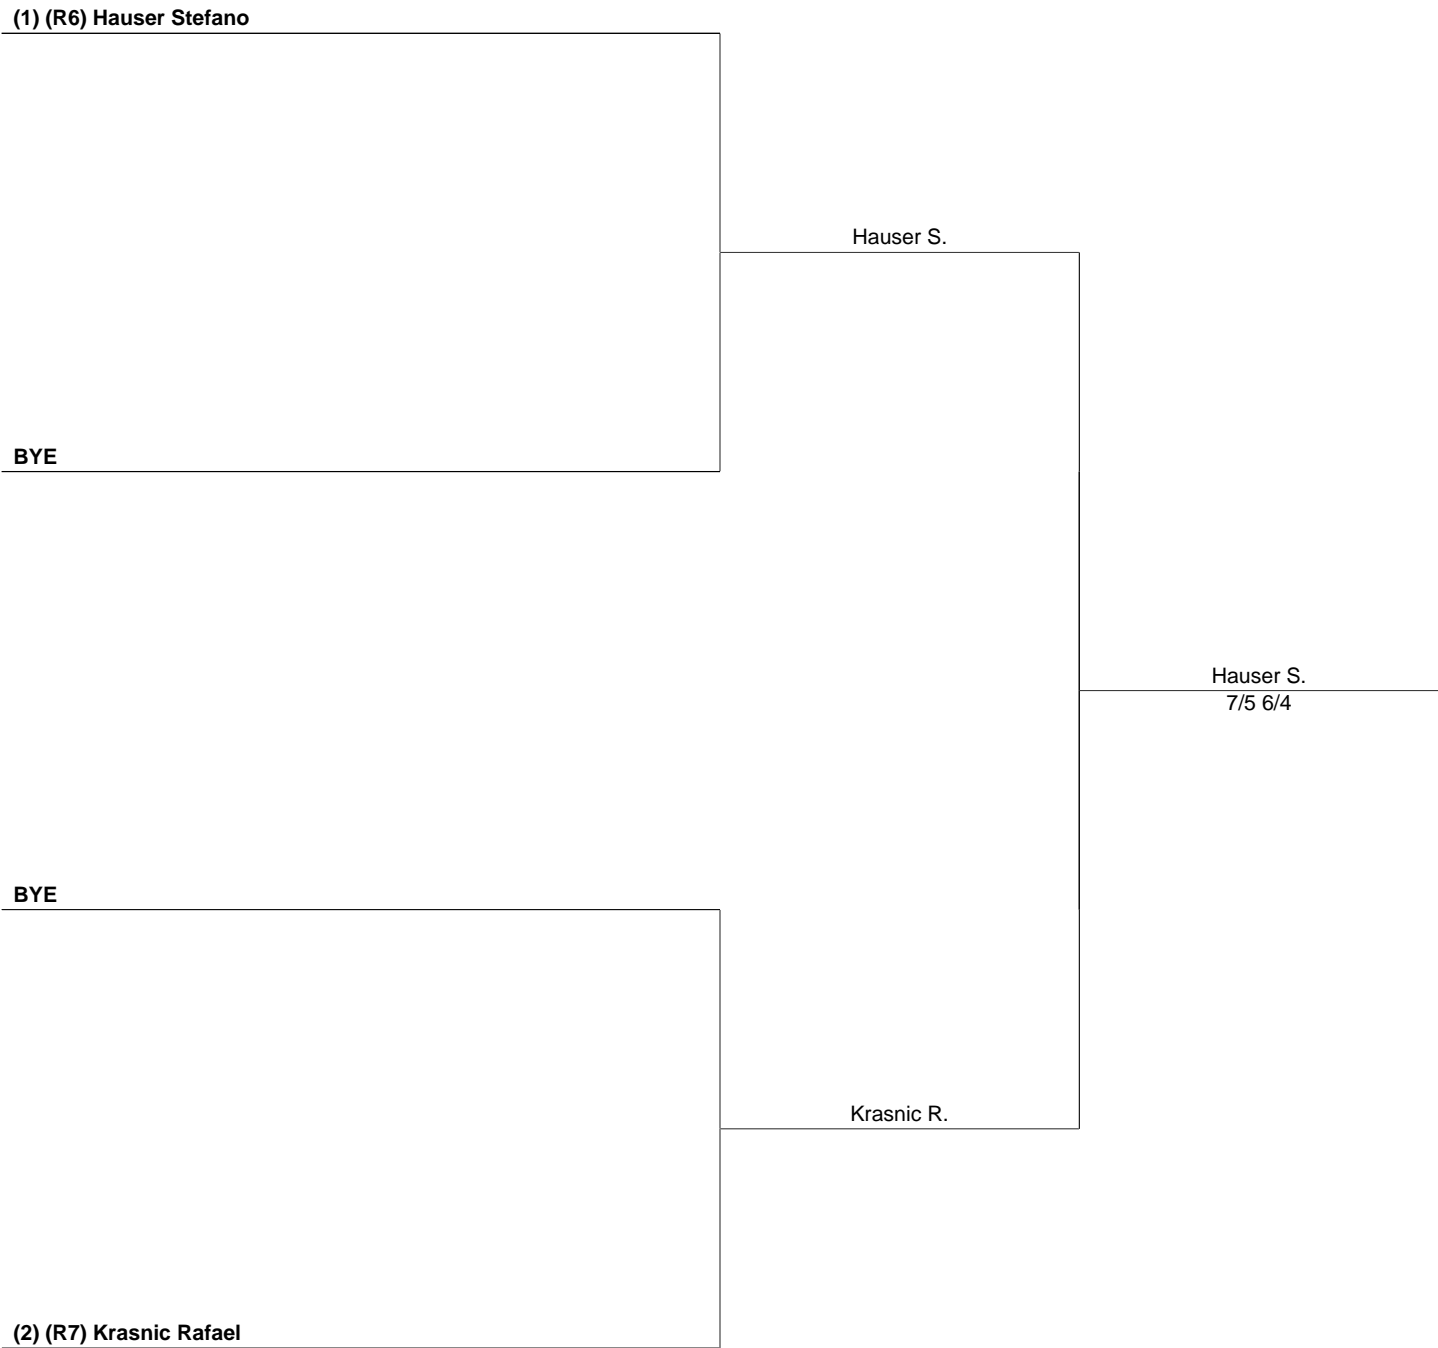 (1) (R6) Hauser Stefano
Hauser S.
BYE
Hauser S.
7/5 6/4
BYE
Krasnic R.
(2) (R7) Krasnic Rafael